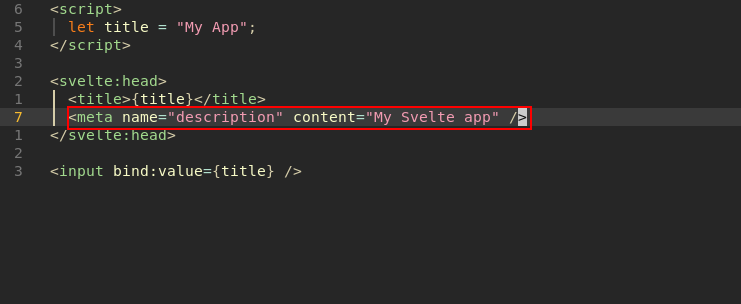 6 <script>
5 let title = "My App";
4 </script>
3
2 <svelte:head>
1 <title>{title}</title>
7 <meta name="description" content="My Svelte app" />
1 </svelte:head>
2
3 <input bind:value={title} />